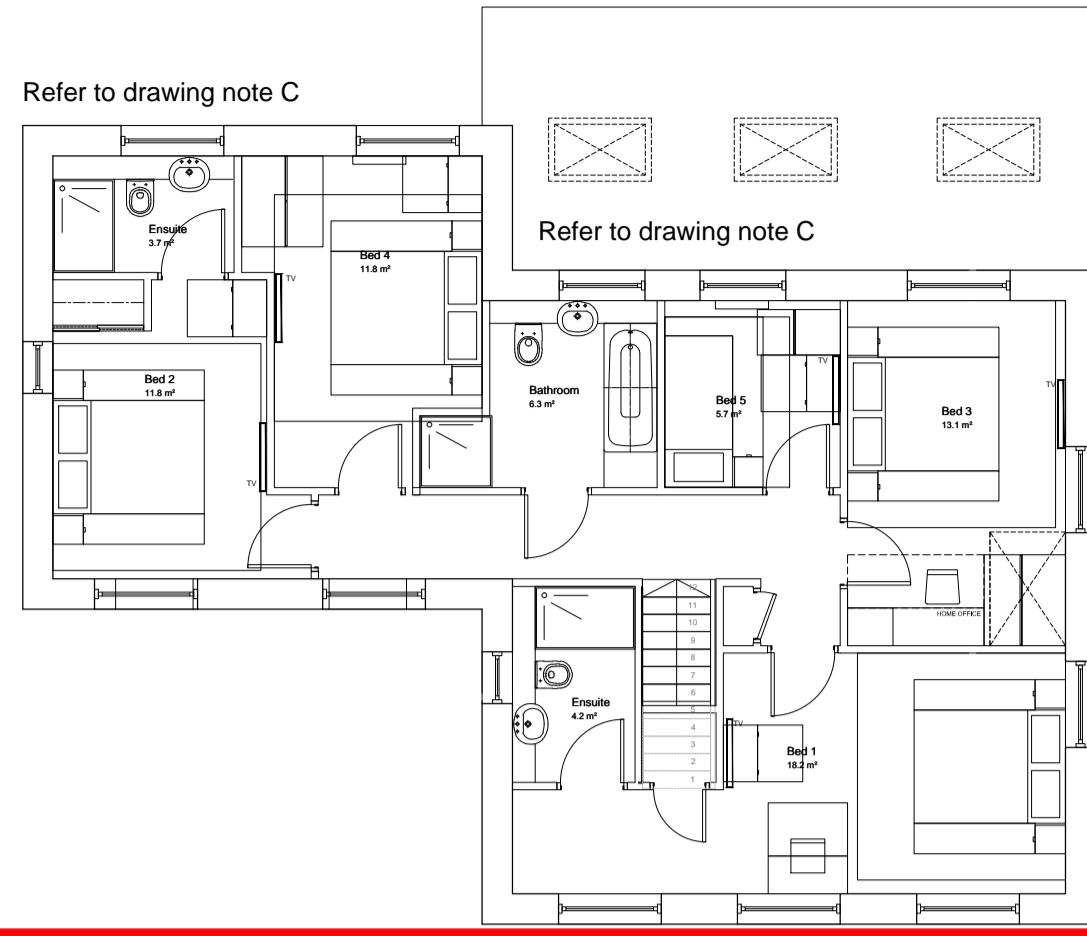 Refer to drawing note C
Refer to drawing note C
Ensuite
3.7 m²
Bed 4
11.8 m²
TV
Bed 2
11.8 m²
TV
Bathroom
6.3 m²
Bed 5
5.7 m²
TV
Bed 3
13.1 m²
TV
HOME OFFICE
12
11
10
9
8
7
6
5
4
3
2
1
Ensuite
4.2 m²
TV
Bed 1
18.2 m²